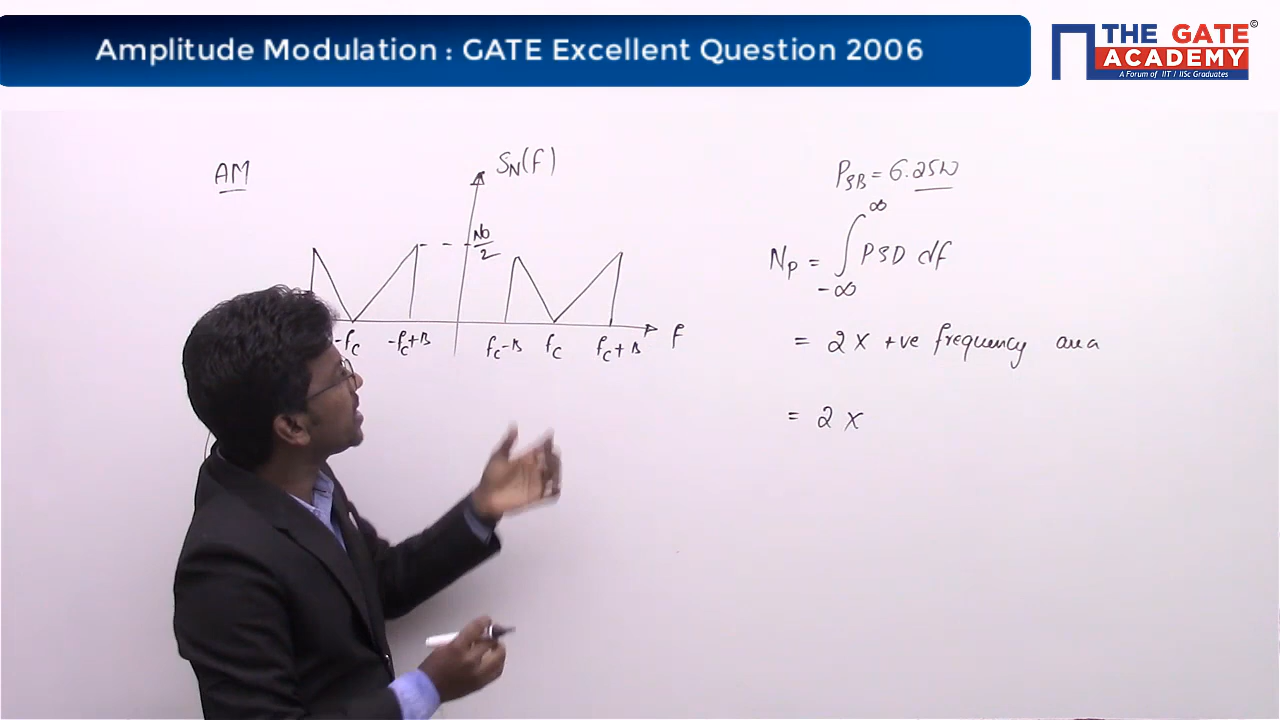 Amplitude Modulation : GATE Excellent Question 2006
THE GATE ACADEMY ©
A Forum of IIT / IISc Graduates
AM
S_N(f)
N0/2
-fc
-fc+B
fc-B
fc
fc+B
f
P_SB = 6.25W
N_P = ∫_{-∞}^{∞} PSD df
= 2 x +ve frequency area
= 2 x